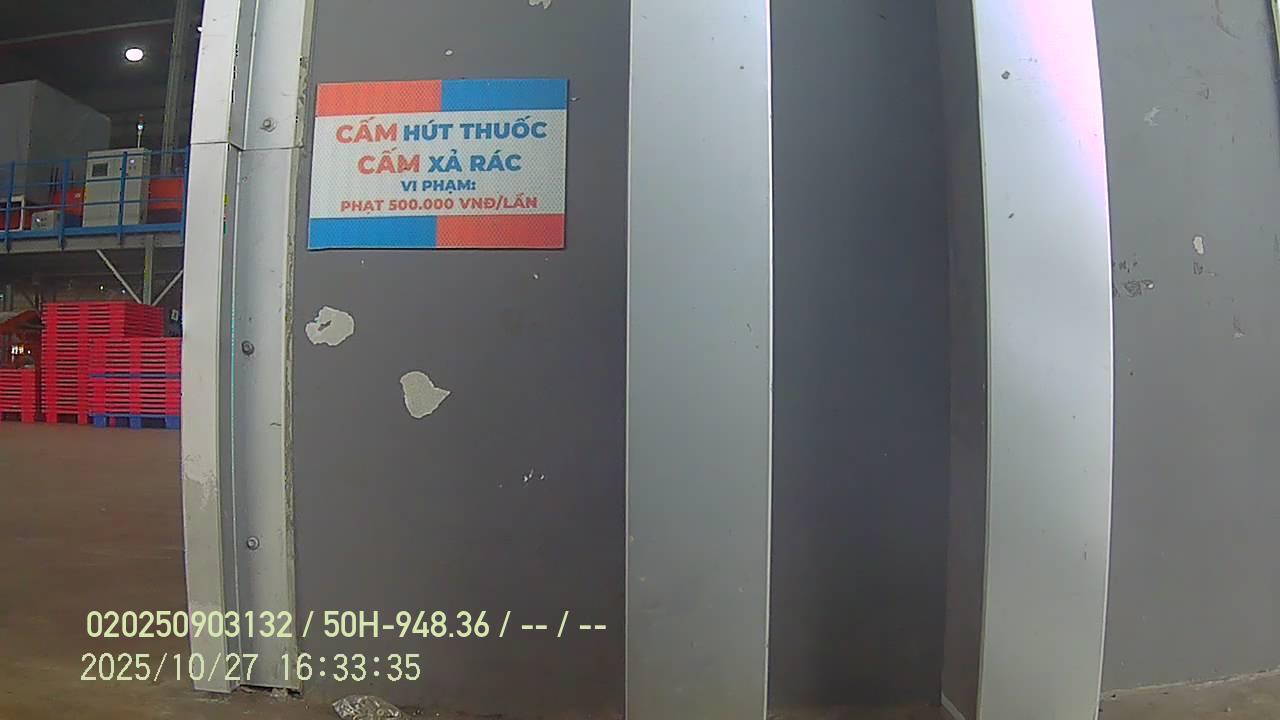 CẤM HÚT THUỐC
CẤM XẢ RÁC
VI PHẠM:
PHẠT 500.000 VNĐ/LẦN
020250903132 / 50H-948.36 / -- / --
2025/10/27 16:33:35